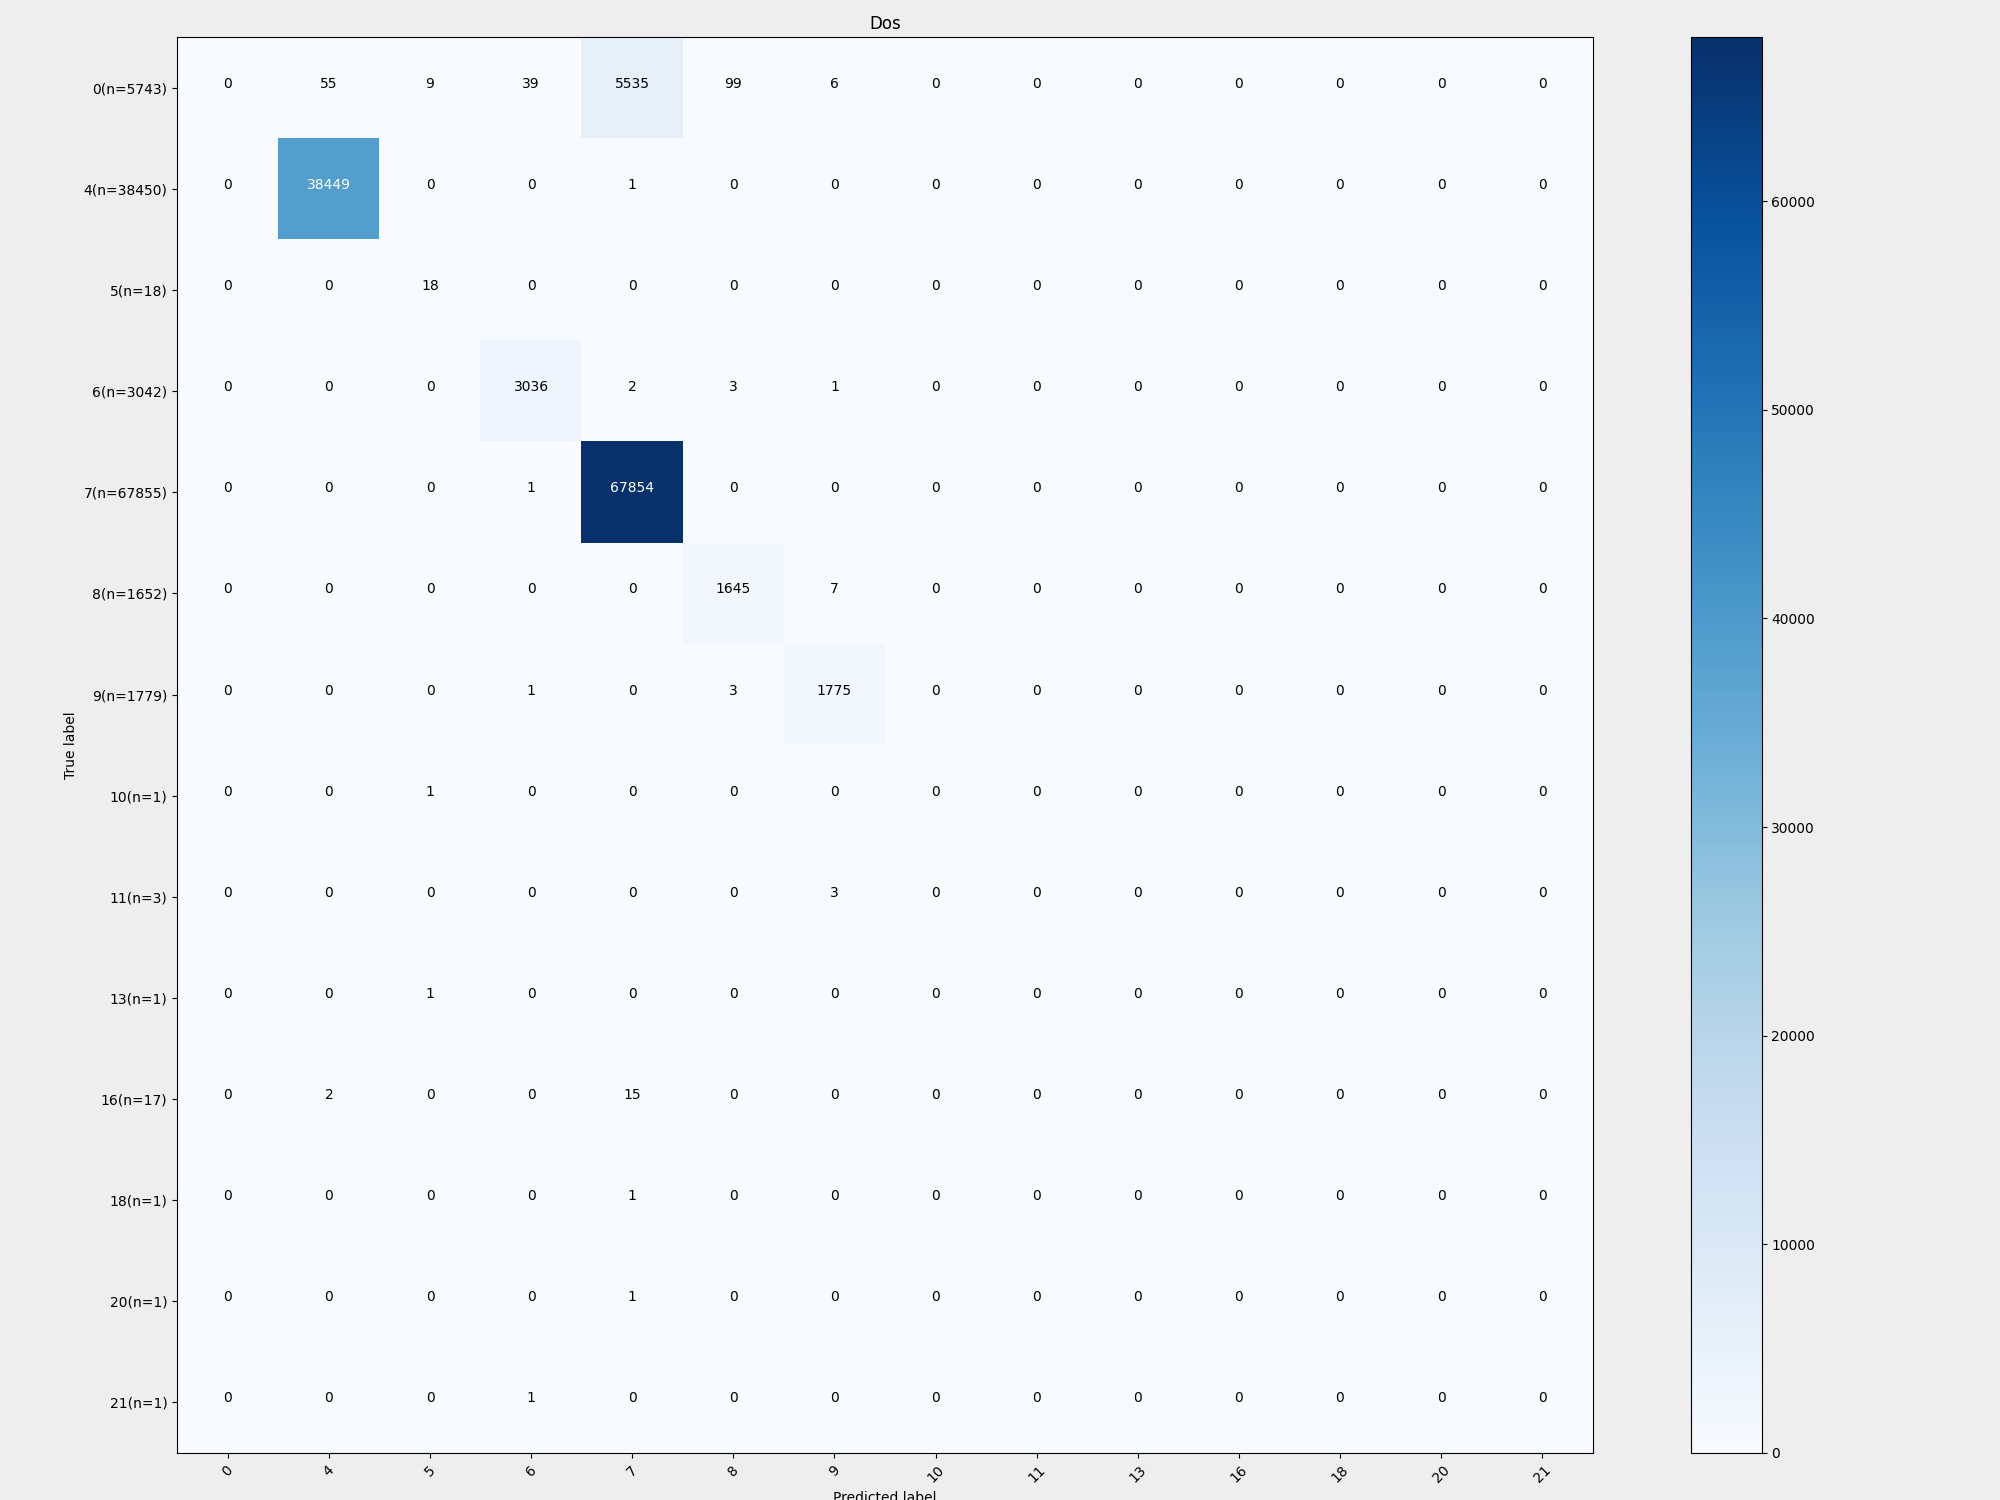 Dos
0(n=5743) 0 55 9 39 5535 99 6 0 0 0 0 0 0 0
4(n=38450) 0 38449 0 0 1 0 0 0 0 0 0 0 0 0
5(n=18) 0 0 18 0 0 0 0 0 0 0 0 0 0 0
6(n=3042) 0 0 0 3036 2 3 1 0 0 0 0 0 0 0
7(n=67855) 0 0 0 1 67854 0 0 0 0 0 0 0 0 0
8(n=1652) 0 0 0 0 0 1645 7 0 0 0 0 0 0 0
9(n=1779) 0 0 0 1 0 3 1775 0 0 0 0 0 0 0
10(n=1) 0 0 1 0 0 0 0 0 0 0 0 0 0 0
11(n=3) 0 0 0 0 0 0 3 0 0 0 0 0 0 0
13(n=1) 0 0 1 0 0 0 0 0 0 0 0 0 0 0
16(n=17) 0 2 0 0 15 0 0 0 0 0 0 0 0 0
18(n=1) 0 0 0 0 1 0 0 0 0 0 0 0 0 0
20(n=1) 0 0 0 0 1 0 0 0 0 0 0 0 0 0
21(n=1) 0 0 0 1 0 0 0 0 0 0 0 0 0 0
0 4 5 6 7 8 9 10 11 13 16 18 20 21
Predicted label
True label
60000
50000
40000
30000
20000
10000
0